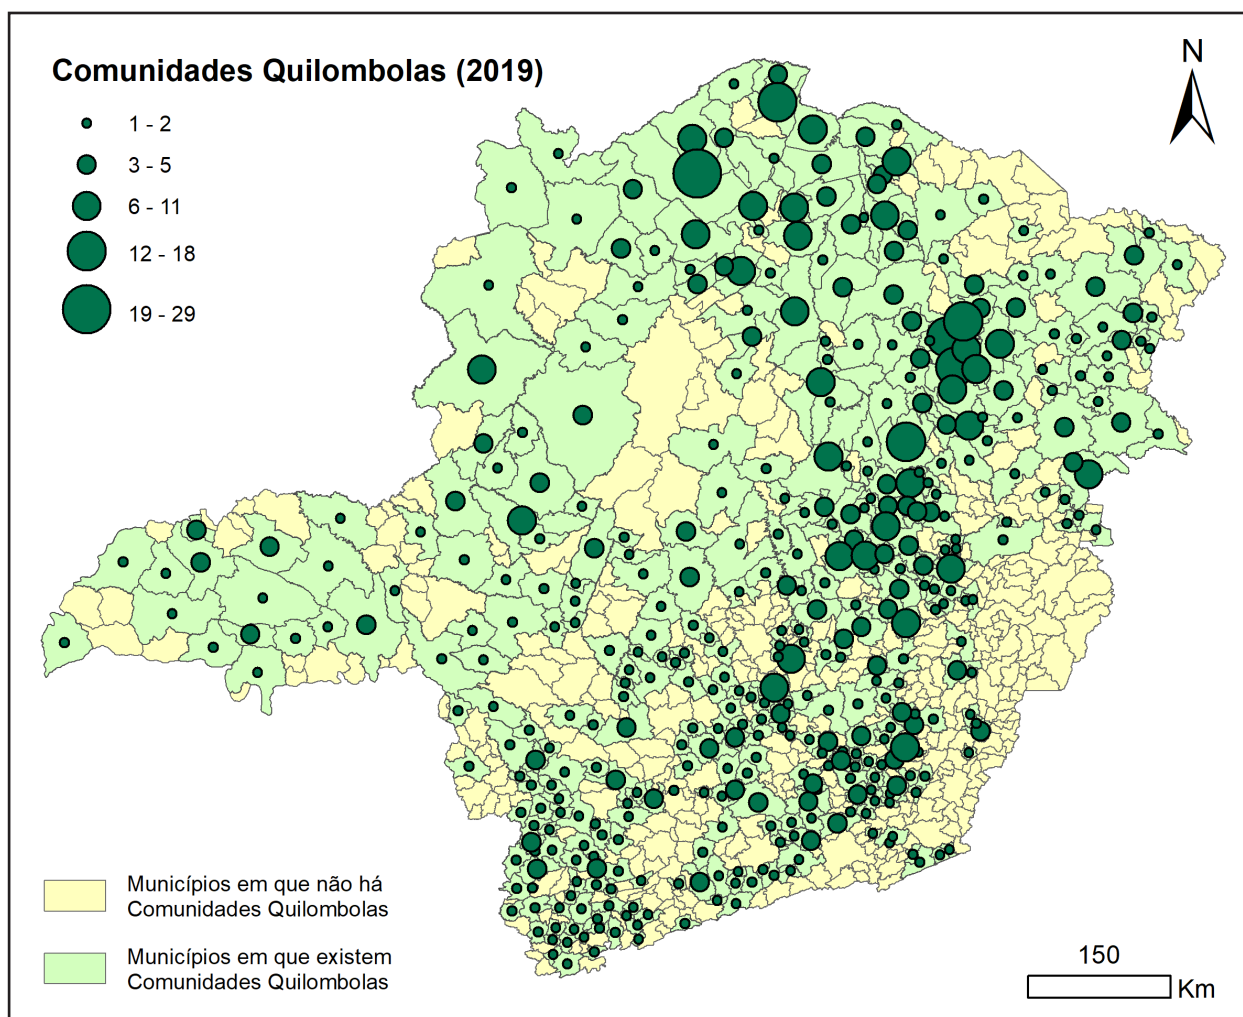 Comunidades Quilombolas (2019)
1 - 2
3 - 5
6 - 11
12 - 18
19 - 29
N
Municípios em que não há
Comunidades Quilombolas
Municípios em que existem
Comunidades Quilombolas
150
Km